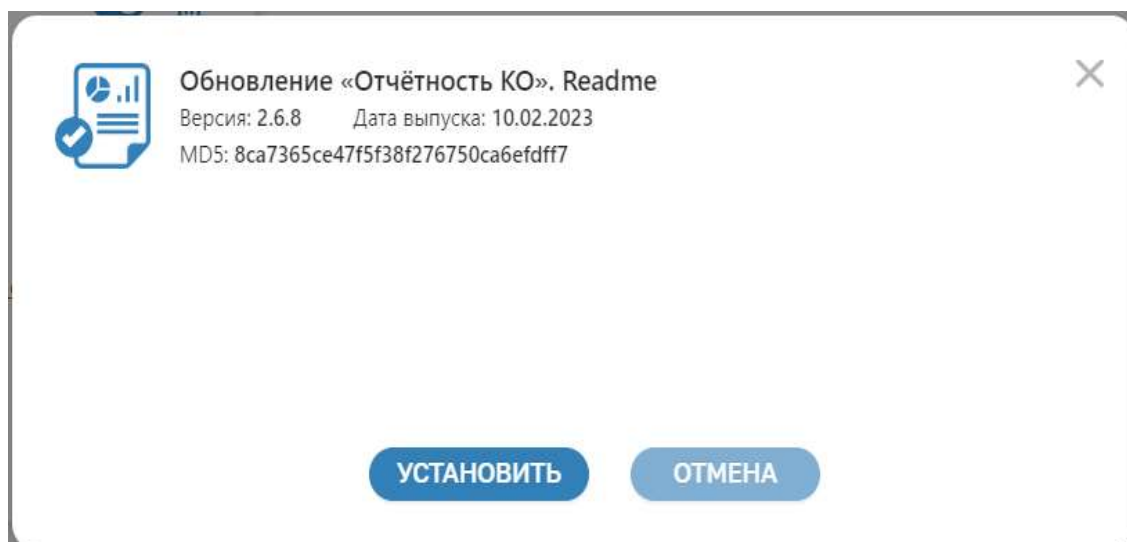 Обновление «Отчётность КО». Readme
Версия: 2.6.8 Дата выпуска: 10.02.2023
MD5: 8ca7365ce47f5f38f276750ca6efdff7
УСТАНОВИТЬ ОТМЕНА